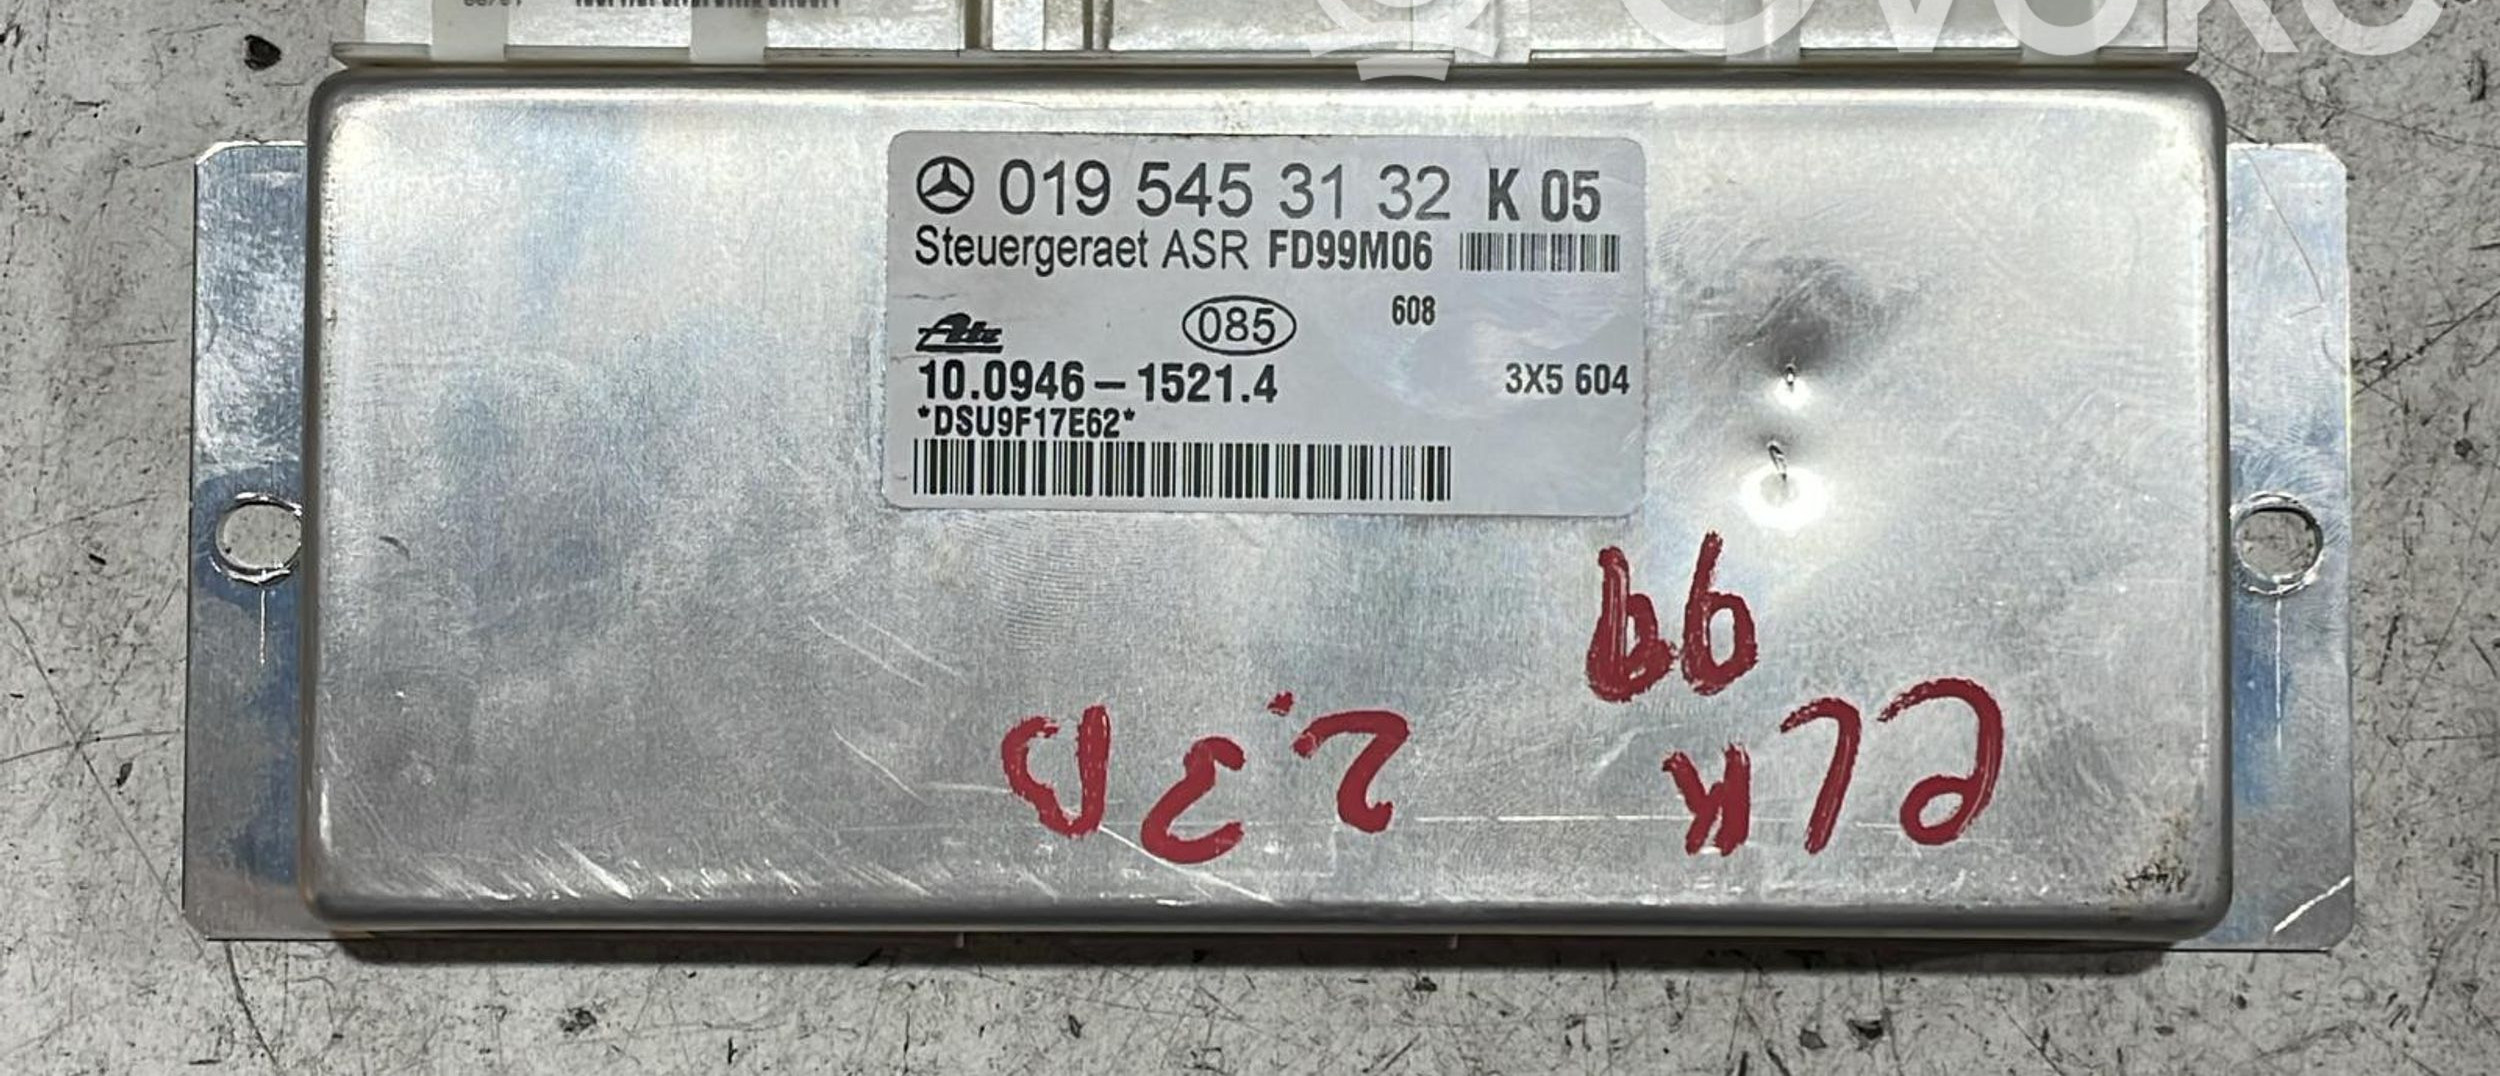 019 545 31 32 K 05
Steuergeraet ASR FD99M06
608
Ate 085
10.0946-1521.4 3X5 604
*DSU9F17E62*
CLK 99
2.3D